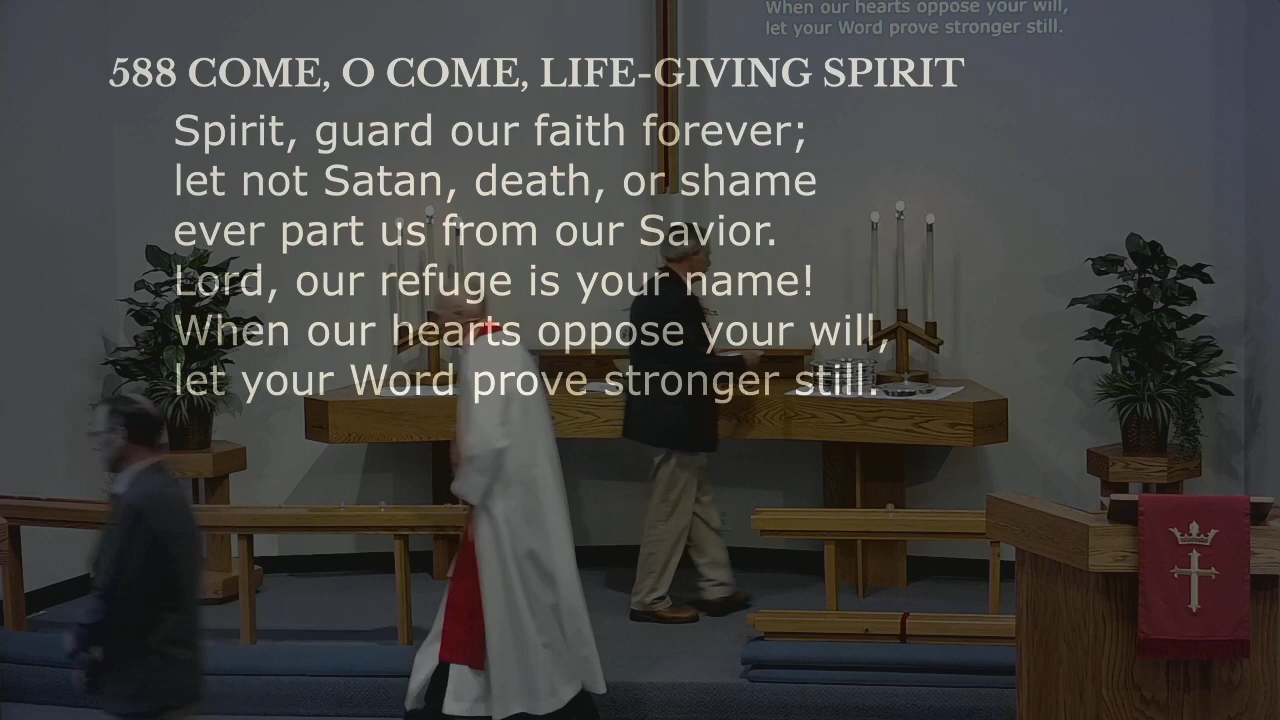 When our hearts oppose your will,
let your Word prove stronger still.
588 COME, O COME, LIFE-GIVING SPIRIT
Spirit, guard our faith forever;
let not Satan, death, or shame
ever part us from our Savior.
Lord, our refuge is your name!
When our hearts oppose your will,
let your Word prove stronger still.